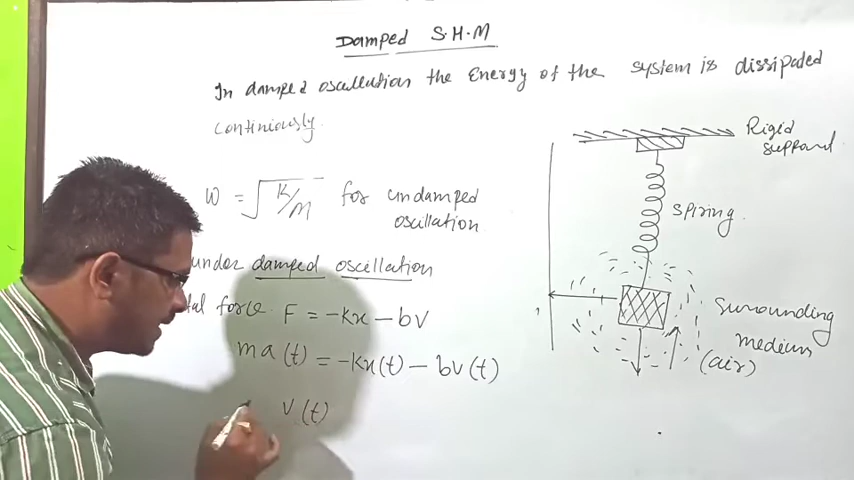 Damped S.H.M
In damped oscillation the Energy of the system is dissipated
continiously.
Rigid
support
ω = √K/m for undamped
oscillation
spiring
under damped oscillation
force F = -kx - bv
surrounding
medium
(air)
ma(t) = -kx(t) - bv(t)
v(t)